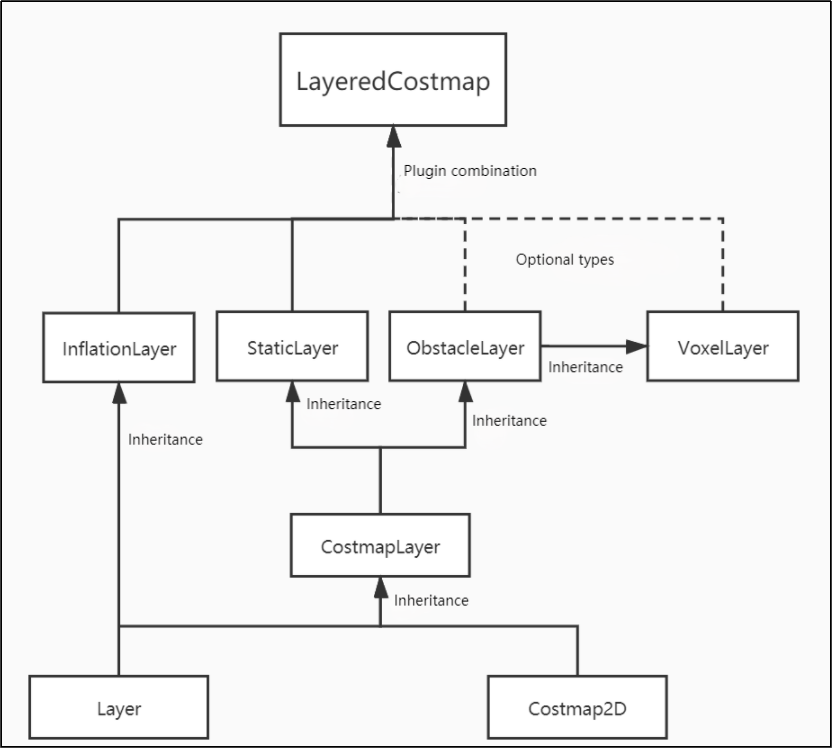 LayeredCostmap
Plugin combination
Optional types
InflationLayer
StaticLayer
ObstacleLayer
VoxelLayer
Inheritance
Inheritance
Inheritance
Inheritance
CostmapLayer
Inheritance
Layer
Costmap2D